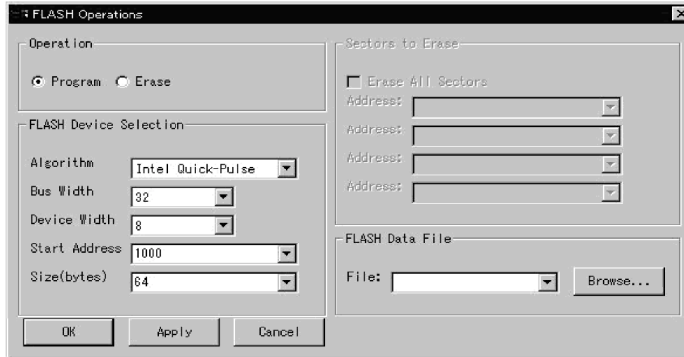 FLASH Operations
Operation
Program Erase
FLASH Device Selection
Algorithm Intel Quick-Pulse
Bus Width 32
Device Width 8
Start Address 1000
Size(bytes) 64
Sectors to Erase
Erase All Sectors
Address:
Address:
Address:
Address:
FLASH Data File
File: Browse...
OK Apply Cancel